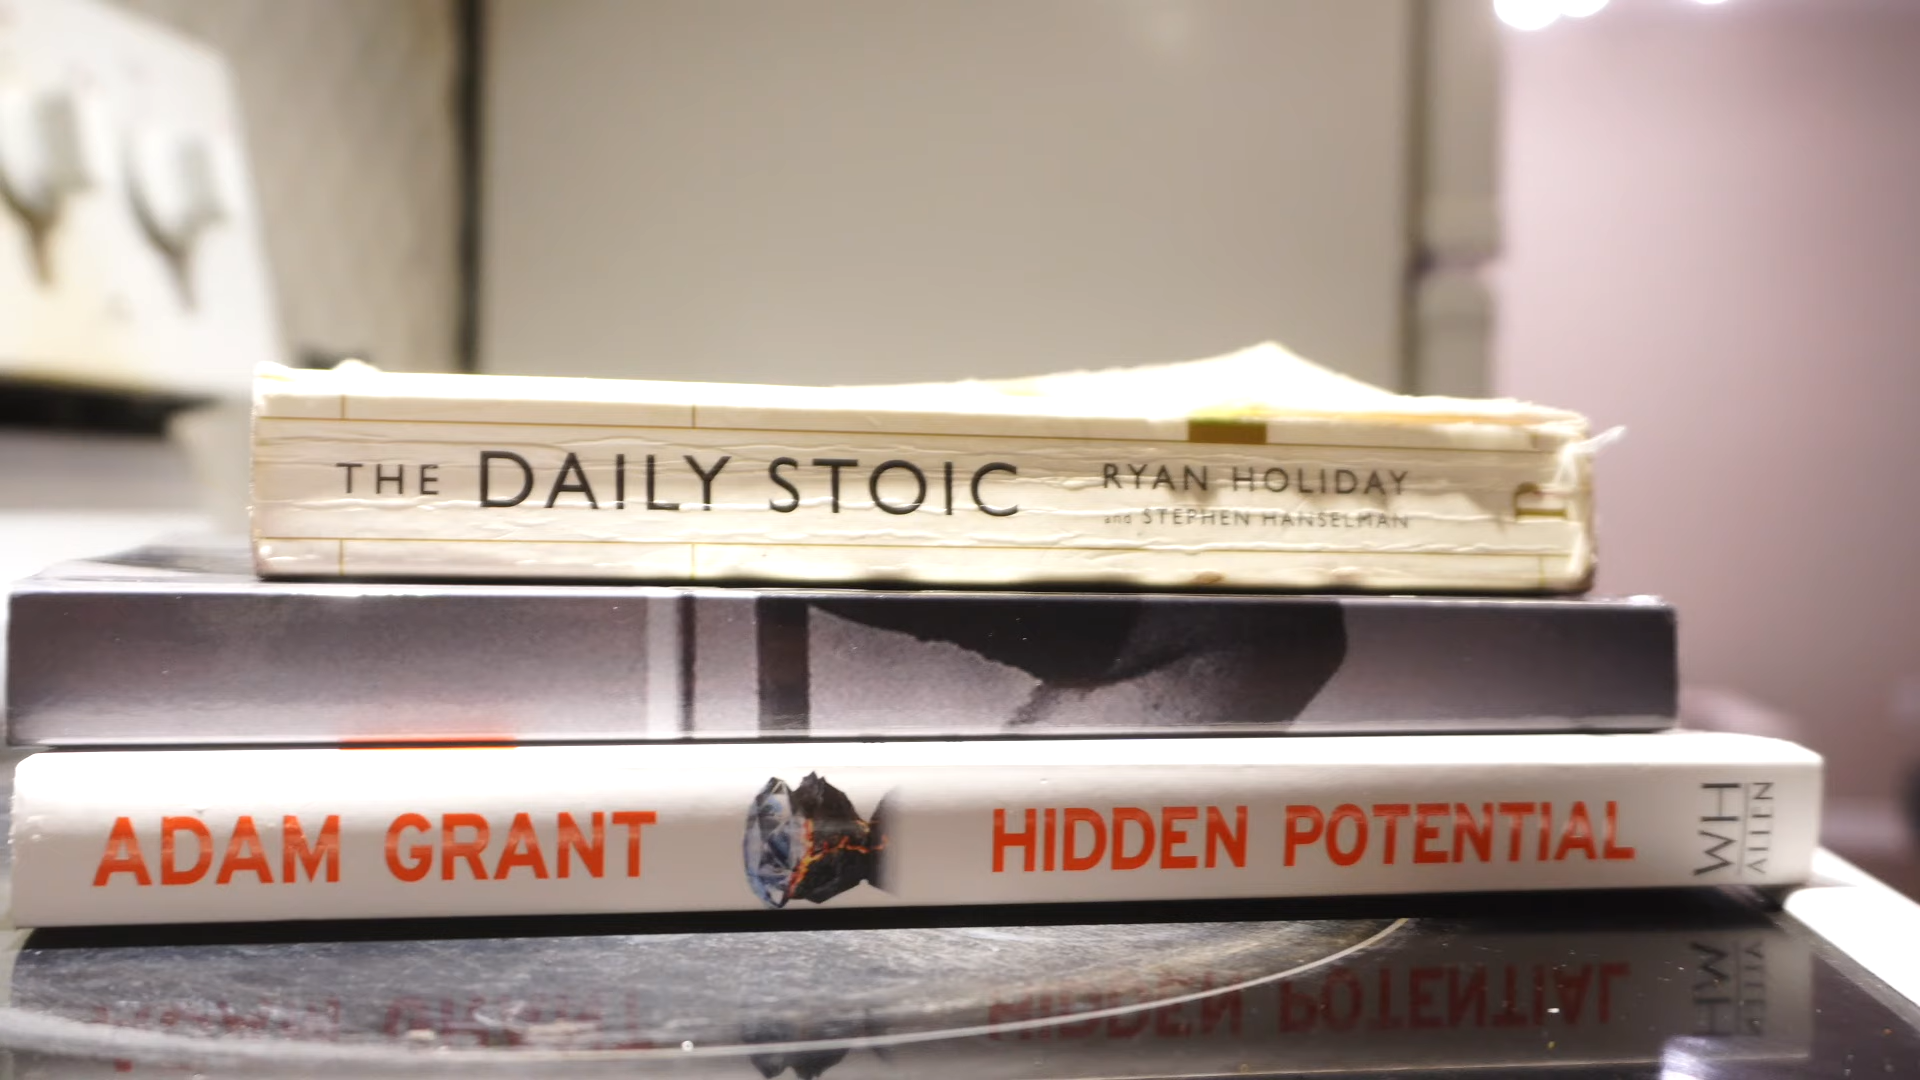 THE DAILY STOIC RYAN HOLIDAY
and STEPHEN HANSELMAN
ADAM GRANT HIDDEN POTENTIAL
WH
ALLEN